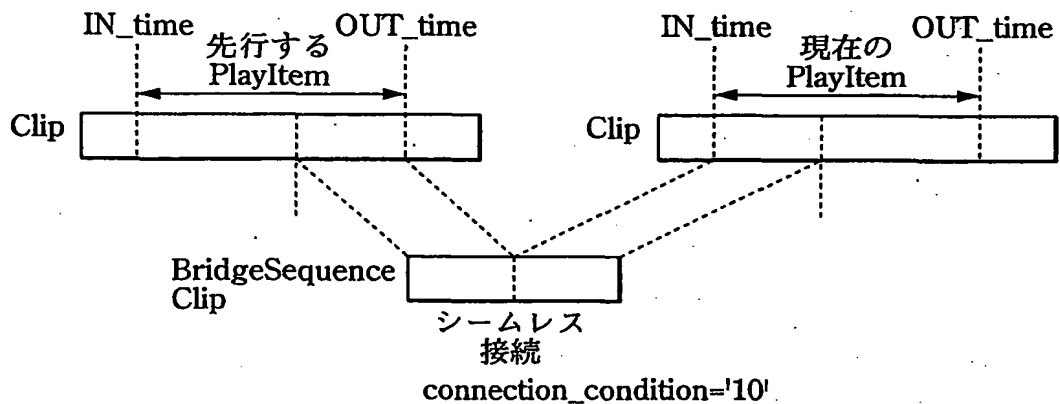 IN_time
先行する
PlayItem
OUT_time
IN_time
現在の
PlayItem
OUT_time
Clip
Clip
BridgeSequence
Clip
シームレス
接続
connection_condition='10'